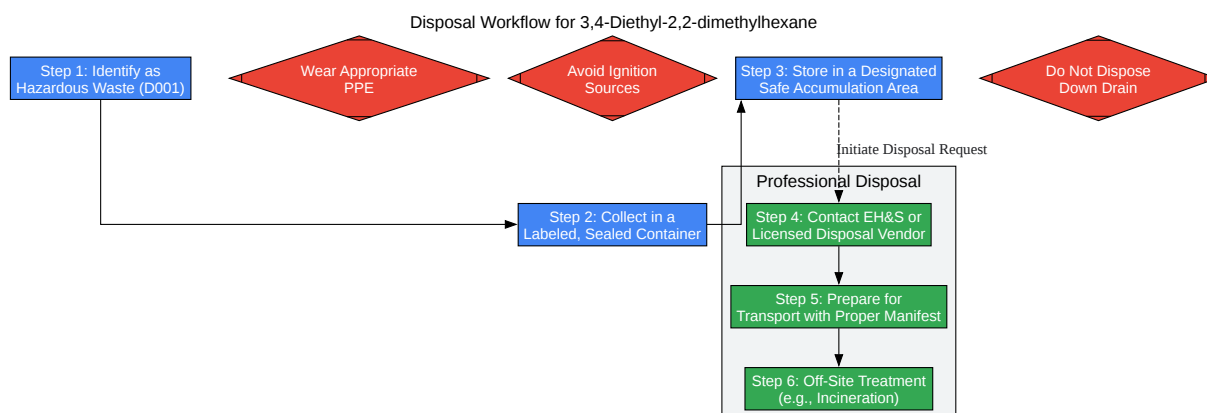 Disposal Workflow for 3,4-Diethyl-2,2-dimethylhexane
Step 1: Identify as
Hazardous Waste (D001)
Wear Appropriate
PPE
Avoid Ignition
Sources
Step 3: Store in a Designated
Safe Accumulation Area
Do Not Dispose
Down Drain
Initiate Disposal Request
Professional Disposal
Step 2: Collect in a
Labeled, Sealed Container
Step 4: Contact EH&S or
Licensed Disposal Vendor
Step 5: Prepare for
Transport with Proper Manifest
Step 6: Off-Site Treatment
(e.g., Incineration)